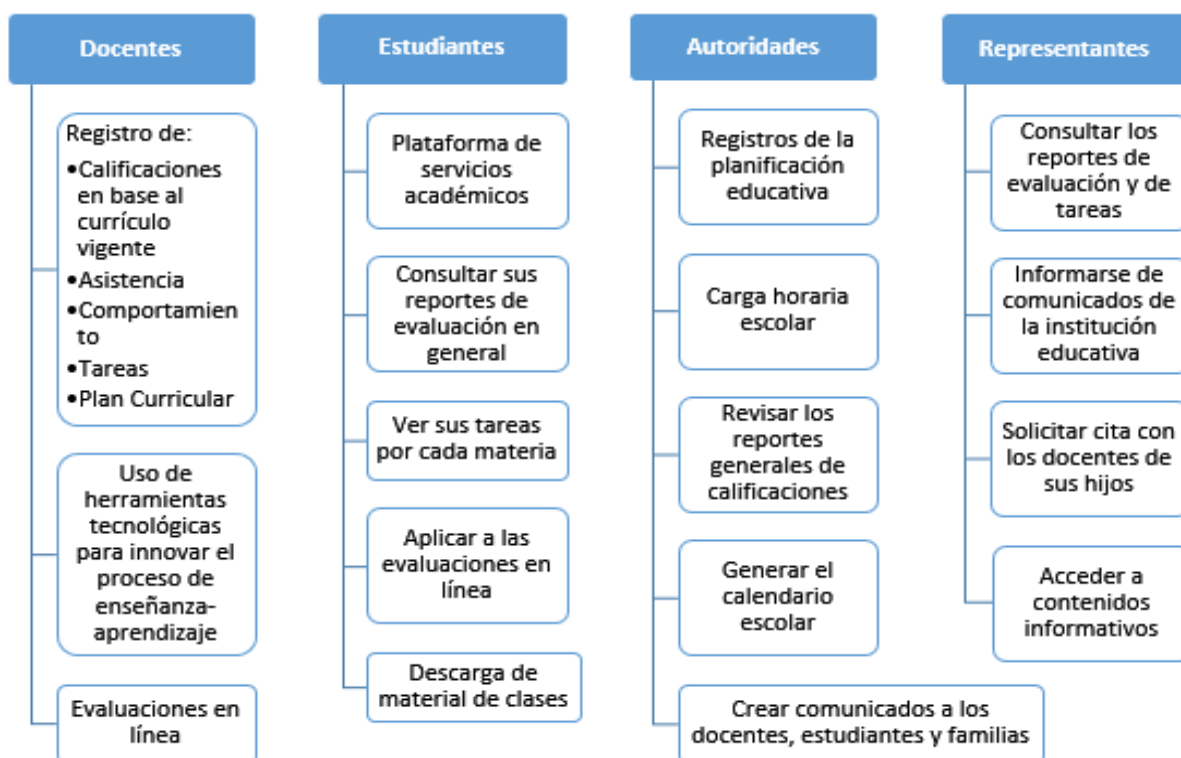 Docentes
Registro de:
•Calificaciones
en base al
currículo
vigente
•Asistencia
•Comportamien
to
•Tareas
•Plan Curricular
Uso de
herramientas
tecnológicas
para innovar el
proceso de
enseñanza-
aprendizaje
Evaluaciones en
línea
Estudiantes
Plataforma de
servicios
académicos
Consultar sus
reportes de
evaluación en
general
Ver sus tareas
por cada materia
Aplicar a las
evaluaciones en
línea
Descarga de
material de clases
Autoridades
Registros de la
planificación
educativa
Carga horaria
escolar
Revisar los
reportes
generales de
calificaciones
Generar el
calendario
escolar
Crear comunicados a los
docentes, estudiantes y familias
Representantes
Consultar los
reportes de
evaluación y de
tareas
Informarse de
comunicados de
la institución
educativa
Solicitar cita con
los docentes de
sus hijos
Acceder a
contenidos
informativos